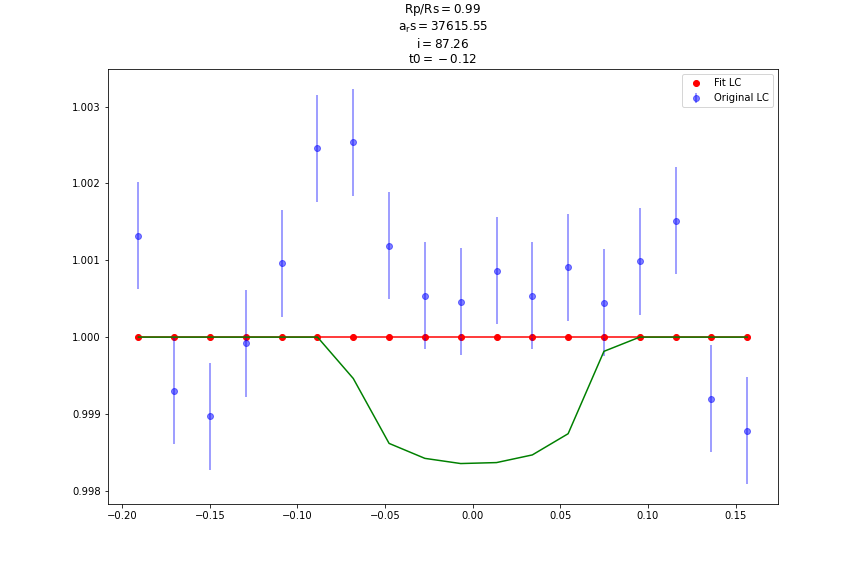 Rp/Rs = 0.99
a_rs = 37615.55
i = 87.26
t0 = −0.12
Fit LC
Original LC
1.003
1.002
1.001
1.000
0.999
0.998
−0.20
−0.15
−0.10
−0.05
0.00
0.05
0.10
0.15